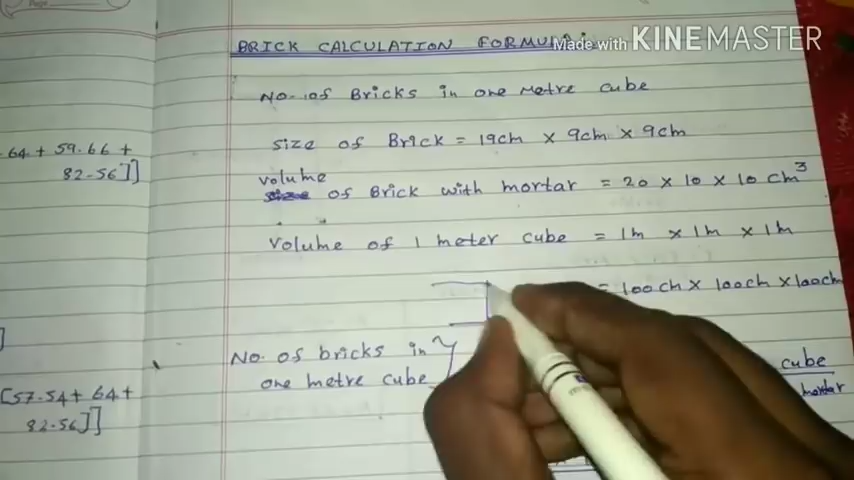 BRICK CALCULATION FORMULA:
Made with KINEMASTER
No. of Bricks in one Metre cube
size of Brick = 19cm × 9cm × 9cm
64 + 59.66 +
82-56]]
volume
of Brick with mortar = 20 × 10 × 10 cm³
volume of 1 meter cube = 1m × 1m × 1m
= 100cm × 100cm × 100cm
No. of bricks in
one metre cube
cube
mortar
[57.54 + 64 +
82.56]]